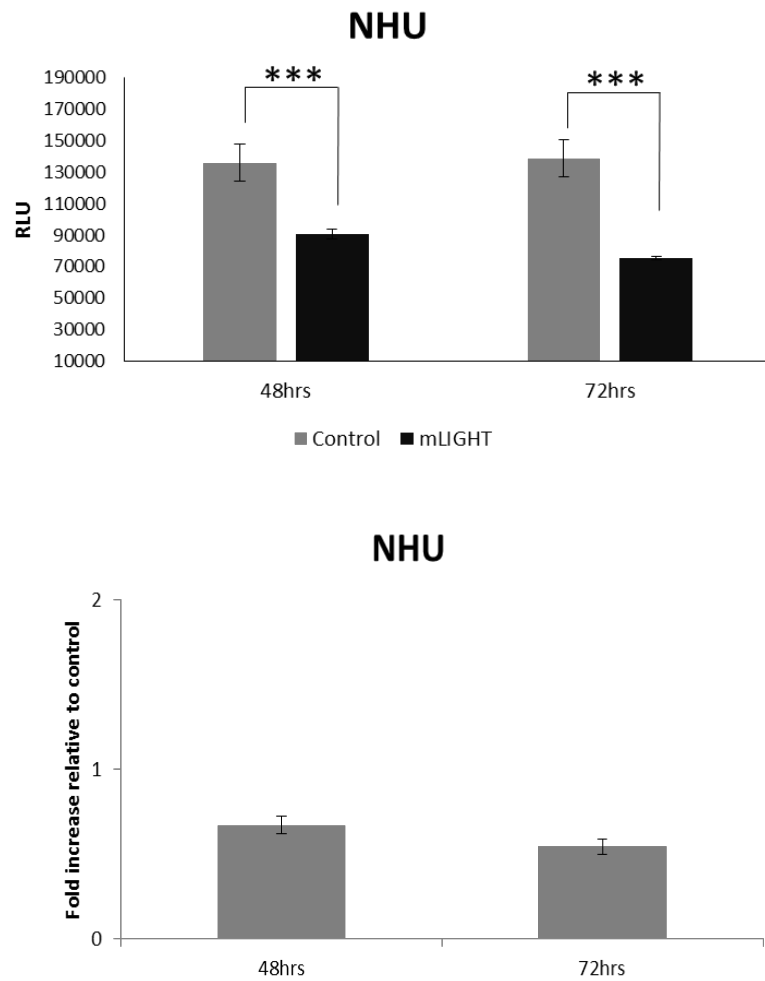 NHU
***
***
190000
170000
150000
130000
110000
90000
70000
50000
30000
10000
RLU
48hrs
72hrs
Control
mLIGHT
NHU
2
1
0
Fold increase relative to control
48hrs
72hrs